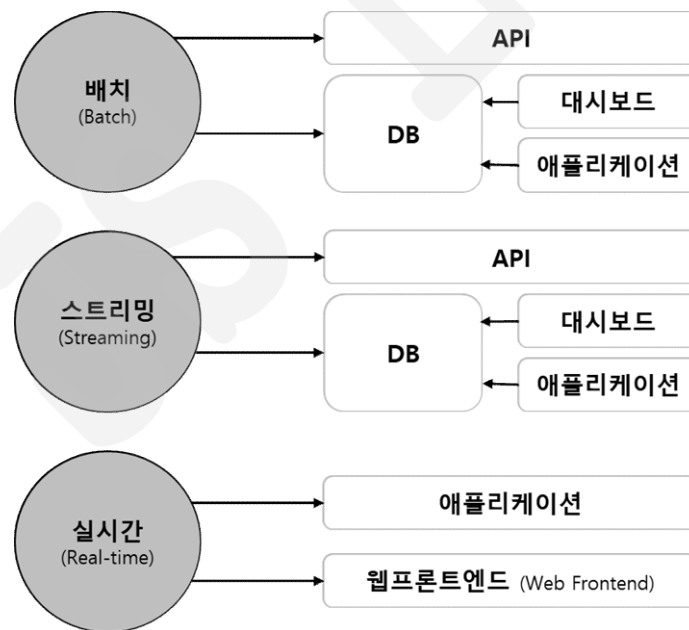 배치
(Batch)
API
DB
대시보드
애플리케이션
스트리밍
(Streaming)
API
DB
대시보드
애플리케이션
실시간
(Real-time)
애플리케이션
웹프론트엔드 (Web Frontend)